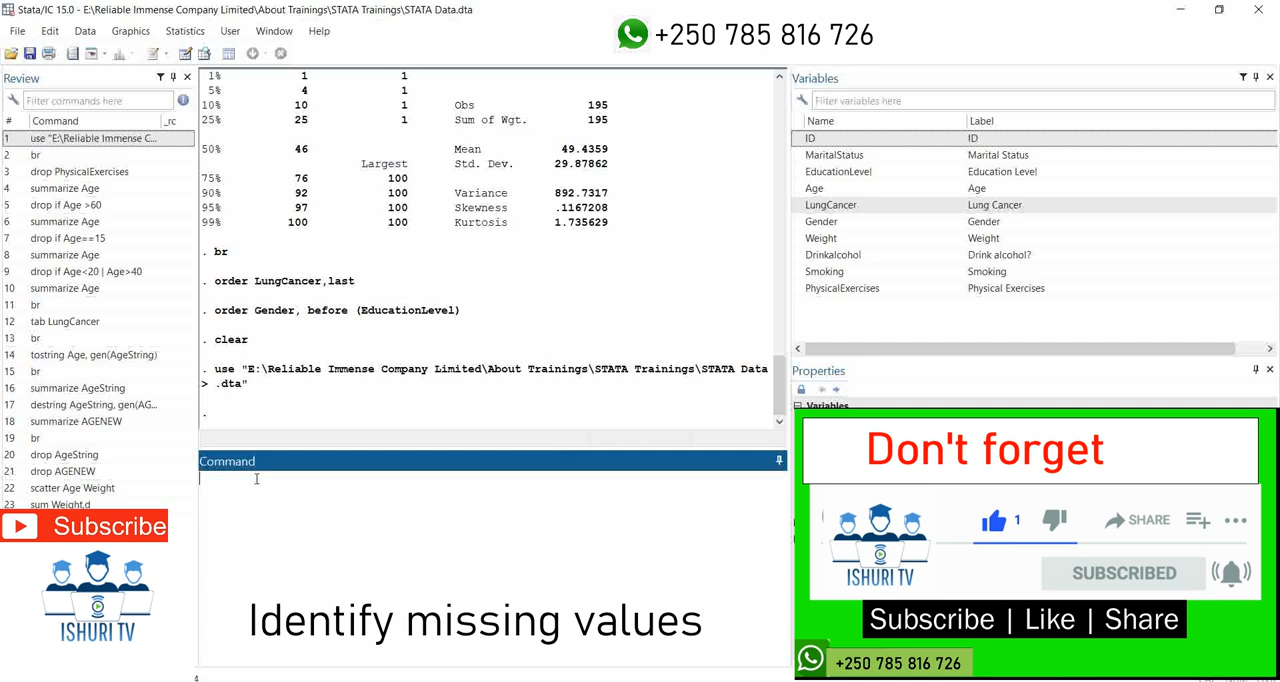 Stata/IC 15.0 - E:\Reliable Immense Company Limited\About Trainings\STATA Trainings\STATA Data.dta
+250 785 816 726
File Edit Data Graphics Statistics User Window Help
Review
Filter commands here
# Command _rc
1 use "E:\Reliable Immense C...
2 br
3 drop PhysicalExercises
4 summarize Age
5 drop if Age >60
6 summarize Age
7 drop if Age==15
8 summarize Age
9 drop if Age<20 | Age>40
10 summarize Age
11 br
12 tab LungCancer
13 br
14 tostring Age, gen(AgeString)
15 br
16 summarize AgeString
17 destring AgeString, gen(AG...
18 summarize AGENEW
19 br
20 drop AgeString
21 drop AGENEW
22 scatter Age Weight
23 sum Weight,d
Subscribe
ISHURI TV
1% 1 1
5% 4 1
10% 10 1 Obs 195
25% 25 1 Sum of Wgt. 195
50% 46 Mean 49.4359
Largest Std. Dev. 29.87862
75% 76 100
90% 92 100 Variance 892.7317
95% 97 100 Skewness .1167208
99% 100 100 Kurtosis 1.735629
. br
. order LungCancer,last
. order Gender, before (EducationLevel)
. clear
. use "E:\Reliable Immense Company Limited\About Trainings\STATA Trainings\STATA Data
> .dta"
.
Command
Identify missing values
Variables
Filter variables here
Name Label
ID ID
MaritalStatus Marital Status
EducationLevel Education Level
Age Age
LungCancer Lung Cancer
Gender Gender
Weight Weight
Drinkalcohol Drink alcohol?
Smoking Smoking
PhysicalExercises Physical Exercises
Properties
Variables
Don't forget
ISHURI TV
1 SHARE
SUBSCRIBED
Subscribe | Like | Share
+250 785 816 726